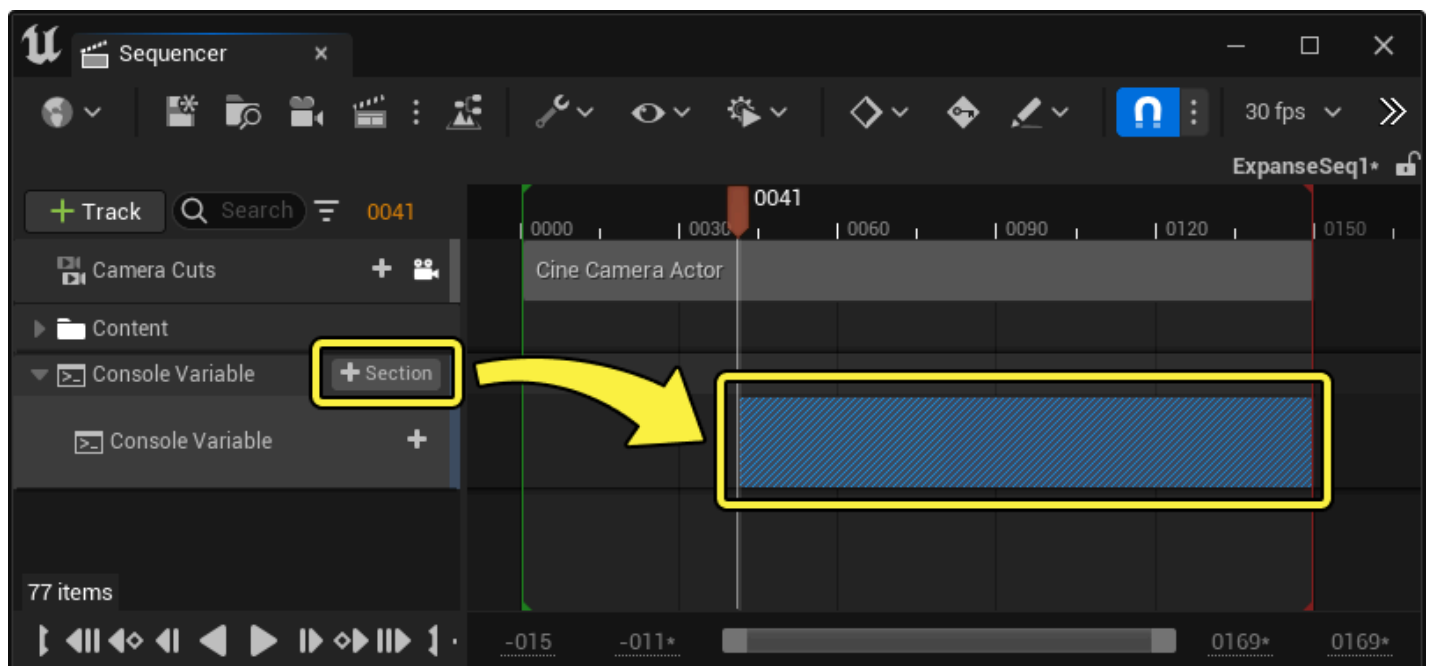 Sequencer
30 fps
ExpanseSeq1*
+ Track Search 0041
0041
0000 0030 0060 0090 0120 0150
Camera Cuts
Cine Camera Actor
Content
Console Variable + Section
Console Variable
77 items
-015 -011* 0169* 0169*